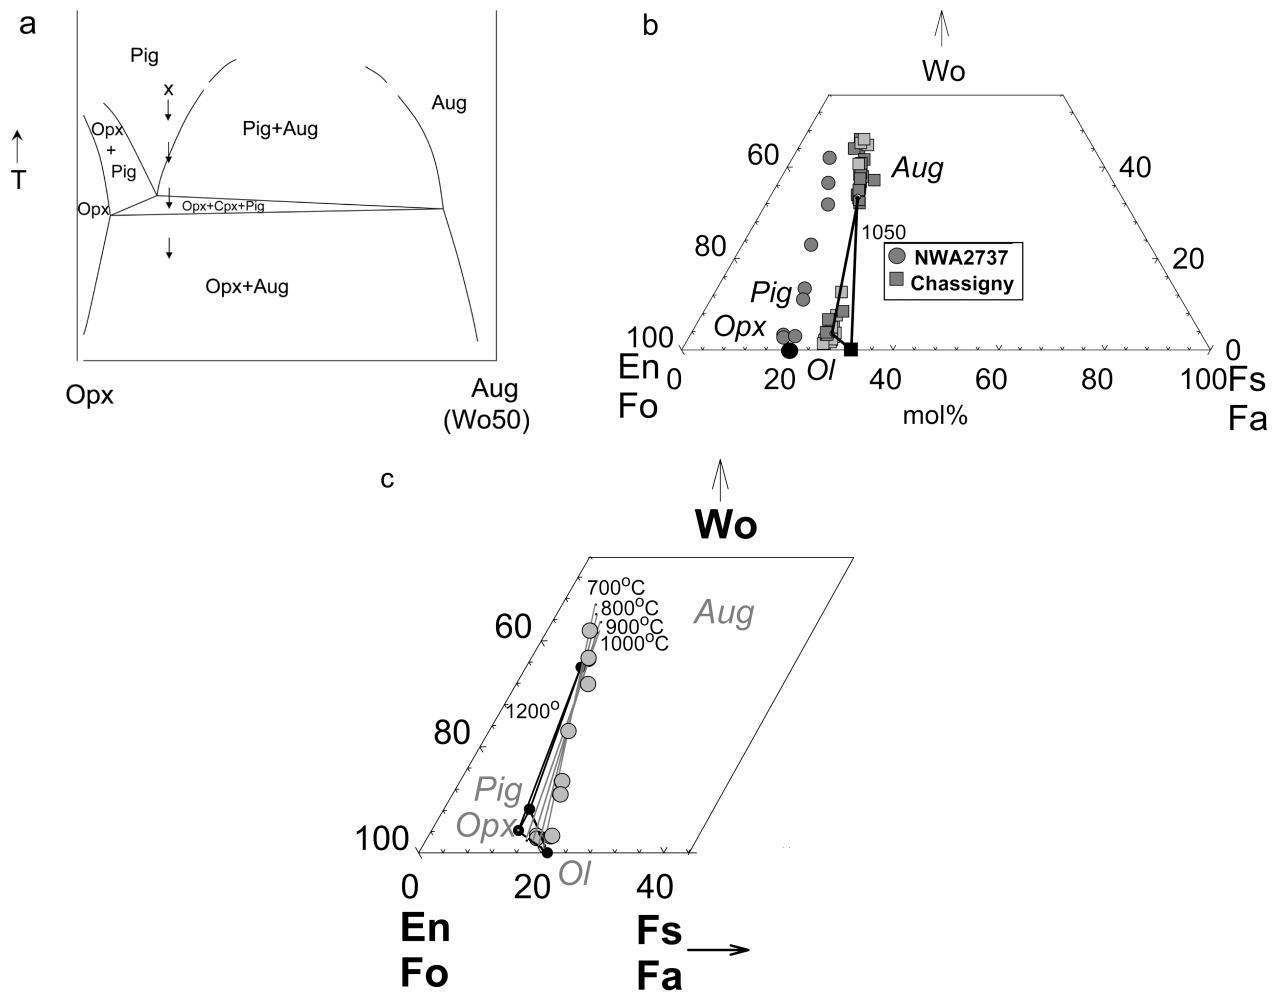 a
Pig
x
Aug
Opx
+
Pig
Pig+Aug
T
Opx
Opx+Cpx+Pig
Opx+Aug
Opx
Aug
(Wo50)
b
Wo
60
Aug
40
1050
80
NWA2737
Chassigny
20
Pig
Opx
100
En
Fo
0
20
Ol
40
60
80
100
0
Fs
Fa
mol%
c
Wo
700°C
800°C
900°C
1000°C
Aug
60
1200°
80
Pig
Opx
100
Ol
0
20
40
En
Fo
Fs
Fa